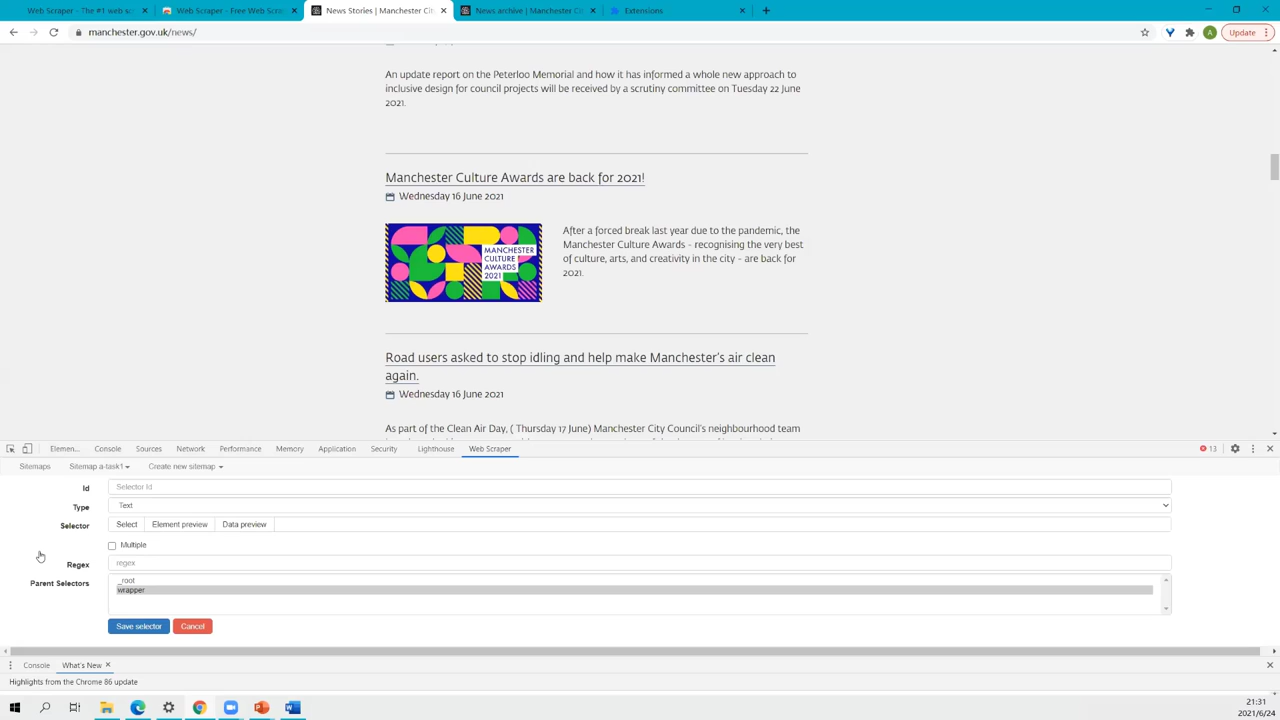 Web Scraper - The #1 web sc
Web Scraper - Free Web Scra
News Stories | Manchester Cit
News archive | Manchester Ci
Extensions
manchester.gov.uk/news/
A
Update
An update report on the Peterloo Memorial and how it has informed a whole new approach to
inclusive design for council projects will be received by a scrutiny committee on Tuesday 22 June
2021.
Manchester Culture Awards are back for 2021!
Wednesday 16 June 2021
MANCHESTER
CULTURE
AWARDS
2021
After a forced break last year due to the pandemic, the
Manchester Culture Awards - recognising the very best
of culture, arts, and creativity in the city - are back for
2021.
Road users asked to stop idling and help make Manchester's air clean
again.
Wednesday 16 June 2021
As part of the Clean Air Day, ( Thursday 17 June) Manchester City Council's neighbourhood team
Elemen... Console Sources Network Performance Memory Application Security Lighthouse Web Scraper 13
Sitemaps Sitemap a-task1 Create new sitemap
Id Selector Id
Type Text
Selector Select Element preview Data preview
Multiple
Regex regex
Parent Selectors _root
wrapper
Save selector Cancel
Console What's New
Highlights from the Chrome 86 update
21:31
2021/6/24